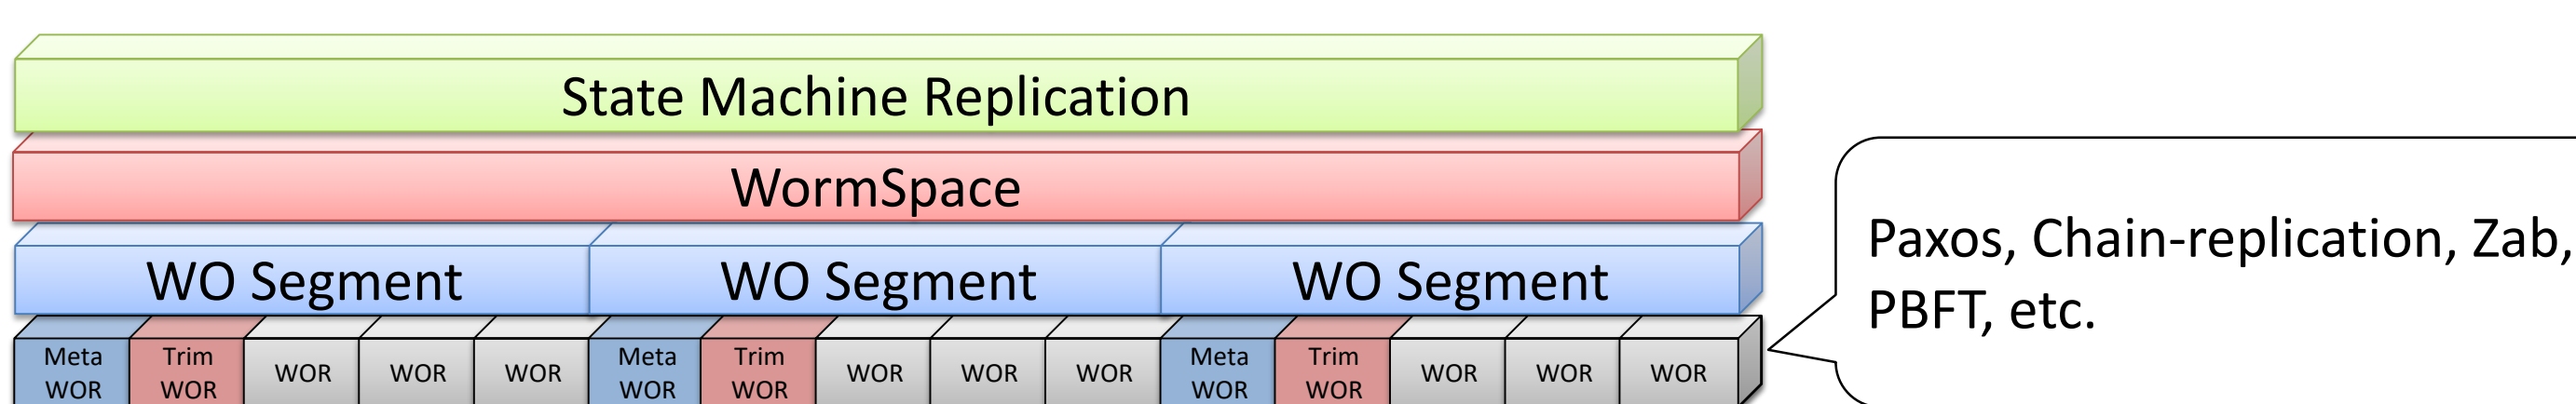 State Machine Replication
WormSpace
WO Segment WO Segment WO Segment
Paxos, Chain-replication, Zab,
PBFT, etc.
Meta WOR Trim WOR WOR WOR WOR Meta WOR Trim WOR WOR WOR WOR Meta WOR Trim WOR WOR WOR WOR